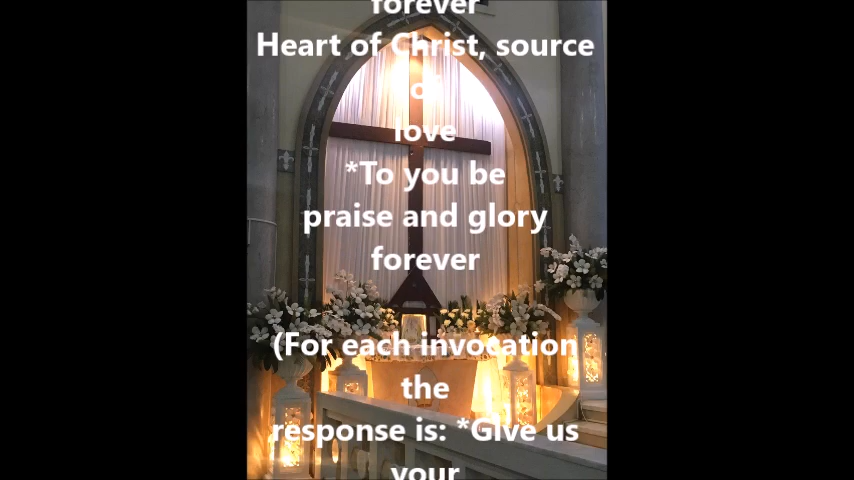 forever
Heart of Christ, source
of
love
*To you be
praise and glory
forever
(For each invocation
the
response is: *Give us
your